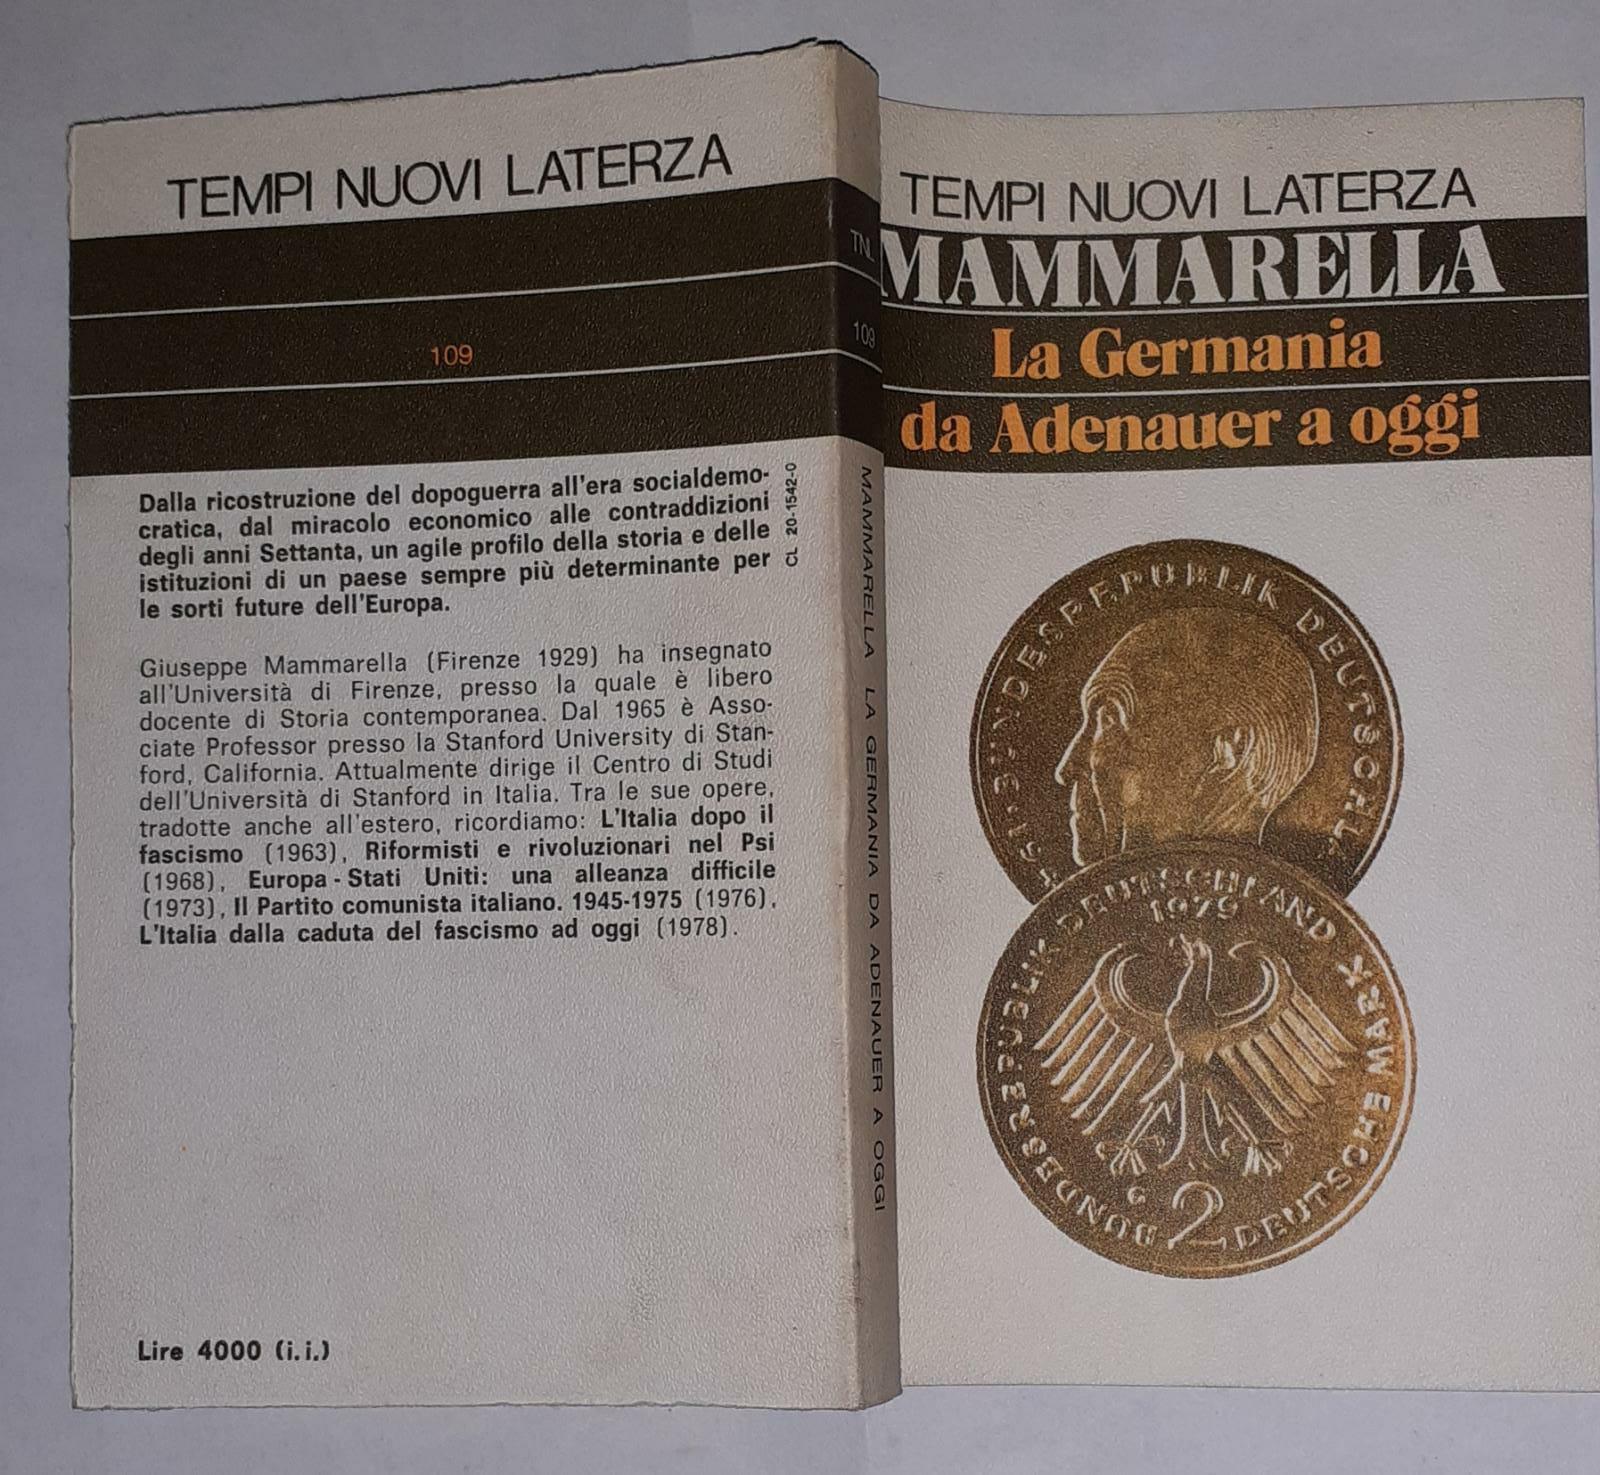 TEMPI NUOVI LATERZA
109
Dalla ricostruzione del dopoguerra all'era socialdemo-
cratica, dal miracolo economico alle contraddizioni
degli anni Settanta, un agile profilo della storia e delle
istituzioni di un paese sempre più determinante per
le sorti future dell'Europa.
CL 20-1542-0
Giuseppe Mammarella (Firenze 1929) ha insegnato
all'Università di Firenze, presso la quale è libero
docente di Storia contemporanea. Dal 1965 è Asso-
ciate Professor presso la Stanford University di Stan-
ford, California. Attualmente dirige il Centro di Studi
dell'Università di Stanford in Italia. Tra le sue opere,
tradotte anche all'estero, ricordiamo: L'Italia dopo il
fascismo (1963), Riformisti e rivoluzionari nel Psi
(1968), Europa - Stati Uniti: una alleanza difficile
(1973), Il Partito comunista italiano. 1945-1975 (1976),
L'Italia dalla caduta del fascismo ad oggi (1978).
Lire 4000 (i.i.)
TNL
109
MAMMARELLA LA GERMANIA DA ADENAUER A OGGI
TEMPI NUOVI LATERZA
MAMMARELLA
La Germania
da Adenauer a oggi
BUNDESREPUBLIK DEUTSCHL
BUNDESREPUBLIK DEUTSCHLAND
1979
G
2
DEUTSCHE MARK